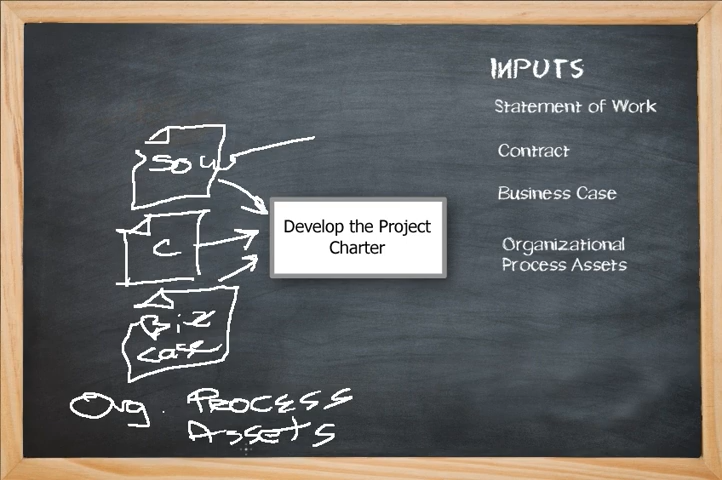 INPUTS
Statement of Work
Contract
Business Case
Organizational
Process Assets
SOW
C
Biz
Case
Develop the Project
Charter
Org. Process
Assets